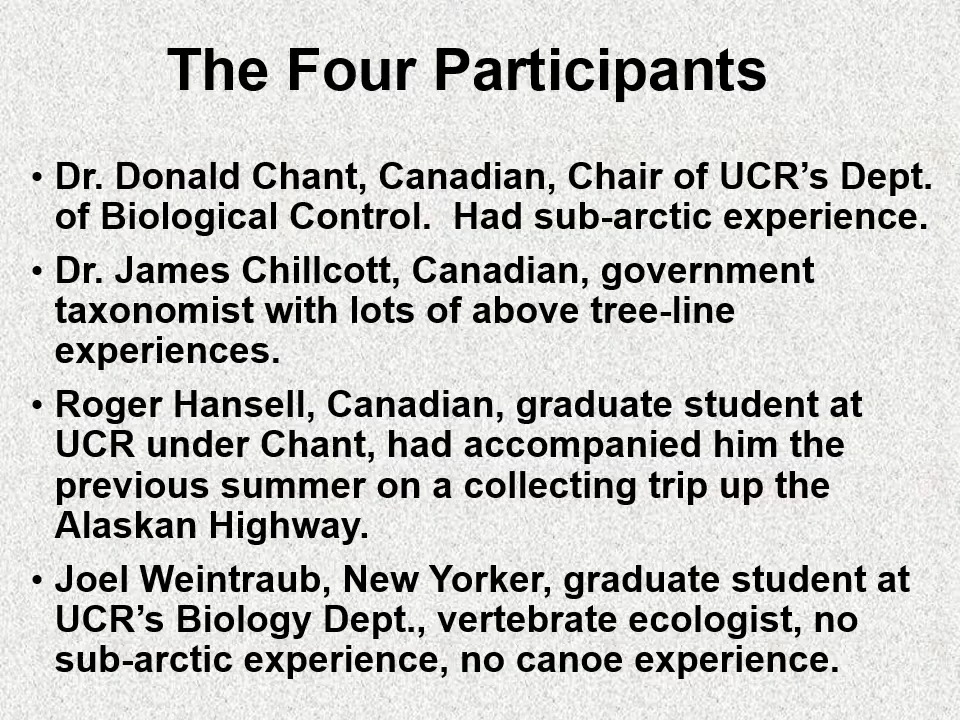 The Four Participants
• Dr. Donald Chant, Canadian, Chair of UCR’s Dept.
of Biological Control.  Had sub-arctic experience.
• Dr. James Chillcott, Canadian, government
taxonomist with lots of above tree-line
experiences.
• Roger Hansell, Canadian, graduate student at
UCR under Chant, had accompanied him the
previous summer on a collecting trip up the
Alaskan Highway.
• Joel Weintraub, New Yorker, graduate student at
UCR’s Biology Dept., vertebrate ecologist, no
sub-arctic experience, no canoe experience.